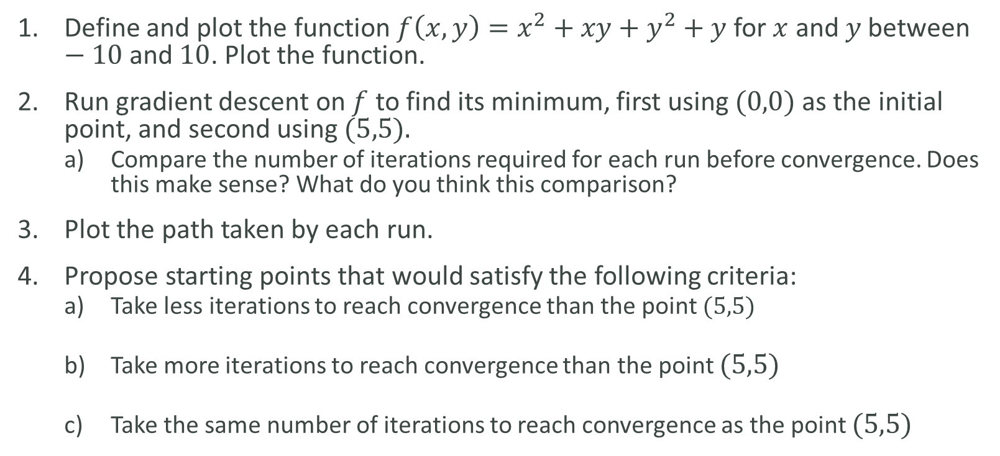 1. Define and plot the function f(x, y) = x² + xy + y² + y for x and y between
− 10 and 10. Plot the function.
2. Run gradient descent on f to find its minimum, first using (0,0) as the initial
point, and second using (5,5).
a) Compare the number of iterations required for each run before convergence. Does
this make sense? What do you think this comparison?
3. Plot the path taken by each run.
4. Propose starting points that would satisfy the following criteria:
a) Take less iterations to reach convergence than the point (5,5)
b) Take more iterations to reach convergence than the point (5,5)
c) Take the same number of iterations to reach convergence as the point (5,5)